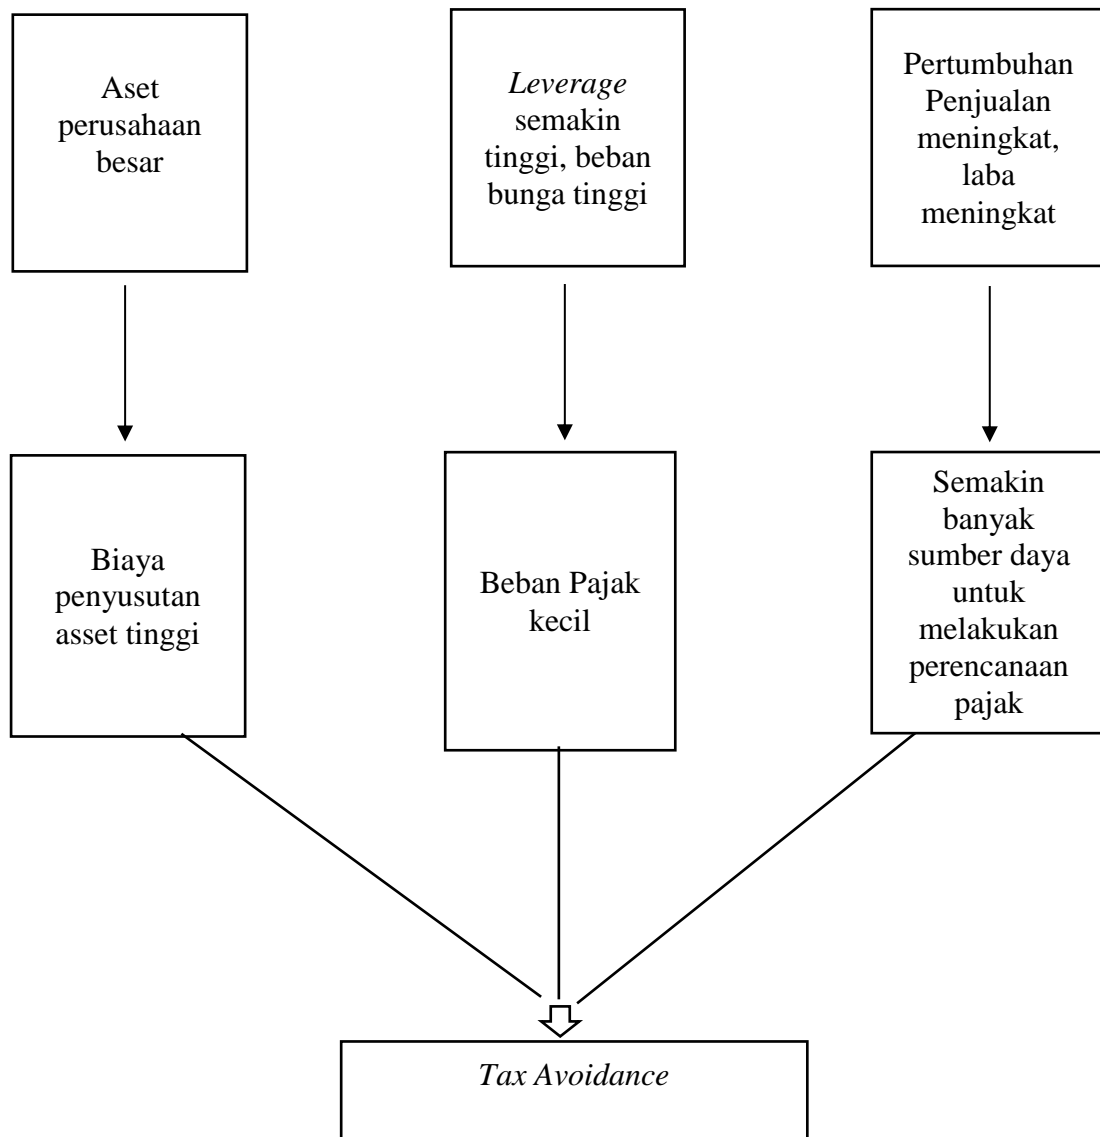 Aset
perusahaan
besar
Leverage
semakin
tinggi, beban
bunga tinggi
Pertumbuhan
Penjualan
meningkat,
laba
meningkat
Biaya
penyusutan
asset tinggi
Beban Pajak
kecil
Semakin
banyak
sumber daya
untuk
melakukan
perencanaan
pajak
Tax Avoidance